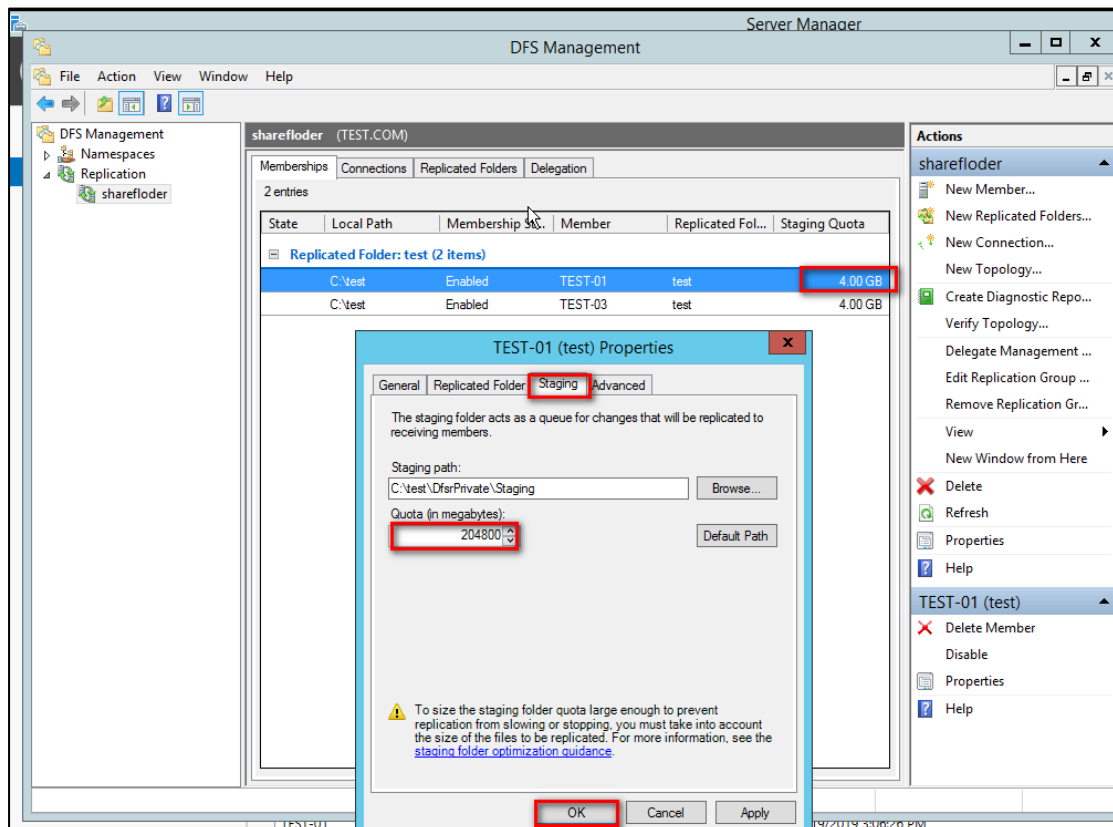 Server Manager
DFS Management
File Action View Window Help
DFS Management
Namespaces
Replication
sharefloder
sharefloder (TEST.COM)
Memberships Connections Replicated Folders Delegation
2 entries
State Local Path Membership St... Member Replicated Fol... Staging Quota
Replicated Folder: test (2 items)
C:\test Enabled TEST-01 test 4.00 GB
C:\test Enabled TEST-03 test 4.00 GB
TEST-01 (test) Properties
General Replicated Folder Staging Advanced
The staging folder acts as a queue for changes that will be replicated to
receiving members.
Staging path:
C:\test\DfsrPrivate\Staging Browse...
Quota (in megabytes):
204800 Default Path
To size the staging folder quota large enough to prevent
replication from slowing or stopping, you must take into account
the size of the files to be replicated. For more information, see the
staging folder optimization guidance.
OK Cancel Apply
Actions
sharefloder
New Member...
New Replicated Folders...
New Connection...
New Topology...
Create Diagnostic Repo...
Verify Topology...
Delegate Management ...
Edit Replication Group ...
Remove Replication Gr...
View
New Window from Here
Delete
Refresh
Properties
Help
TEST-01 (test)
Delete Member
Disable
Properties
Help
TEST-01 19/2019 3:06:26 PM